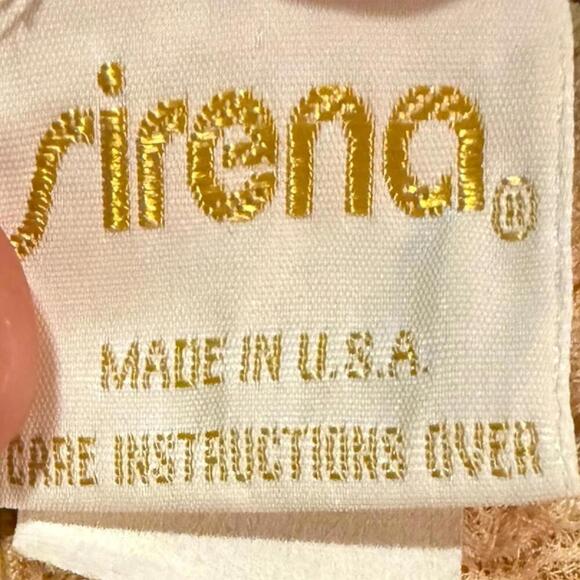 sirena®
MADE IN U.S.A.
CARE INSTRUCTIONS OVER